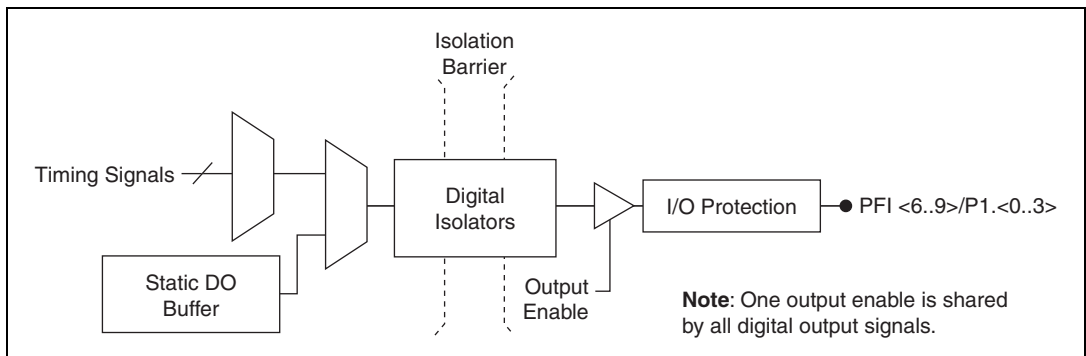 Isolation
Barrier
Timing Signals
Digital
Isolators
I/O Protection
PFI <6..9>/P1.<0..3>
Static DO
Buffer
Output
Enable
Note: One output enable is shared
by all digital output signals.